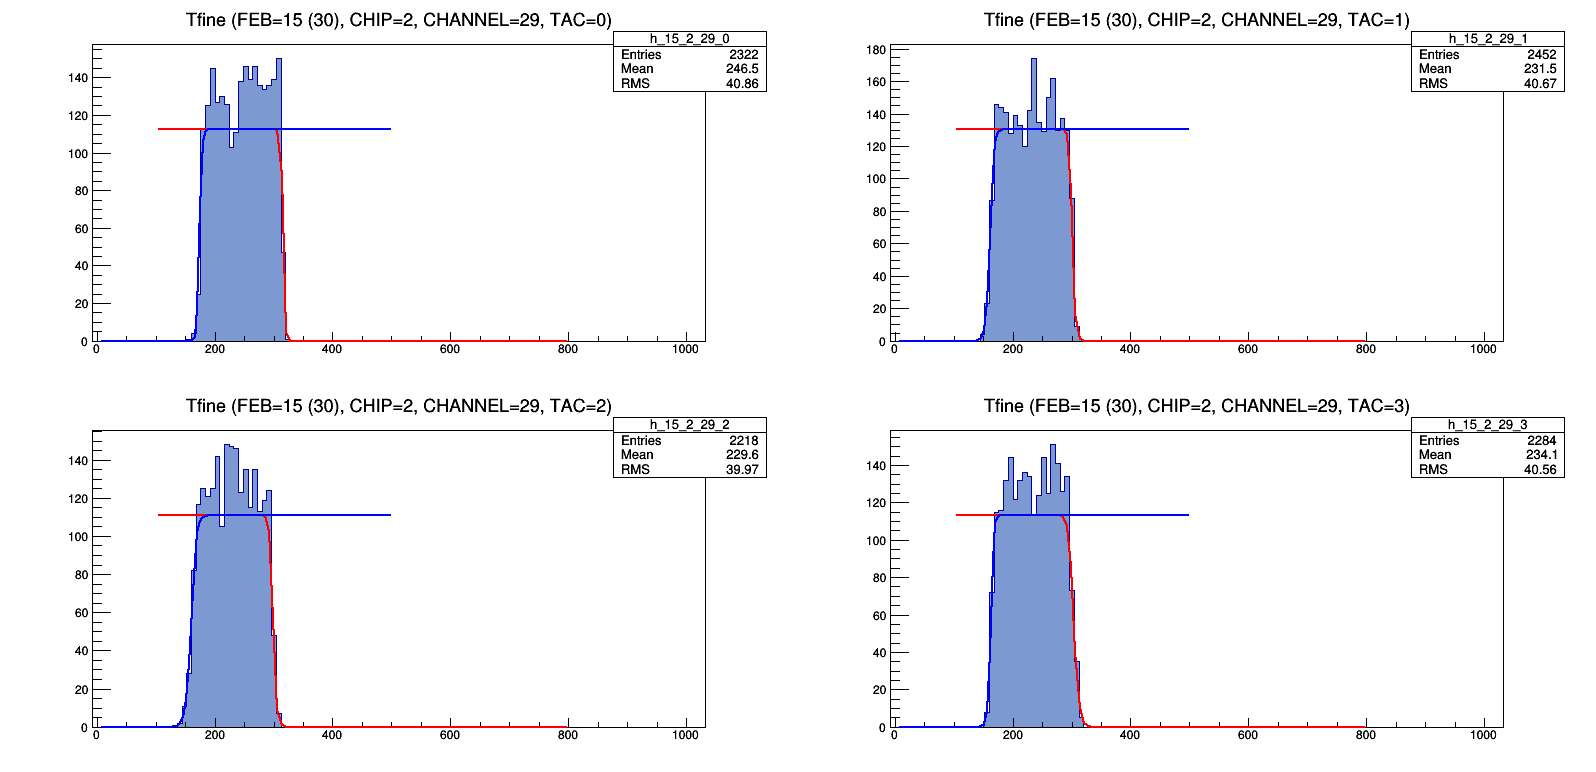 Tfine (FEB=15 (30), CHIP=2, CHANNEL=29, TAC=0)
h_15_2_29_0
Entries 2322
Mean 246.5
RMS 40.86
140
120
100
80
60
40
20
0
0 200 400 600 800 1000
Tfine (FEB=15 (30), CHIP=2, CHANNEL=29, TAC=1)
h_15_2_29_1
Entries 2452
Mean 231.5
RMS 40.67
180
160
140
120
100
80
60
40
20
0
0 200 400 600 800 1000
Tfine (FEB=15 (30), CHIP=2, CHANNEL=29, TAC=2)
h_15_2_29_2
Entries 2218
Mean 229.6
RMS 39.97
140
120
100
80
60
40
20
0
0 200 400 600 800 1000
Tfine (FEB=15 (30), CHIP=2, CHANNEL=29, TAC=3)
h_15_2_29_3
Entries 2284
Mean 234.1
RMS 40.56
140
120
100
80
60
40
20
0
0 200 400 600 800 1000